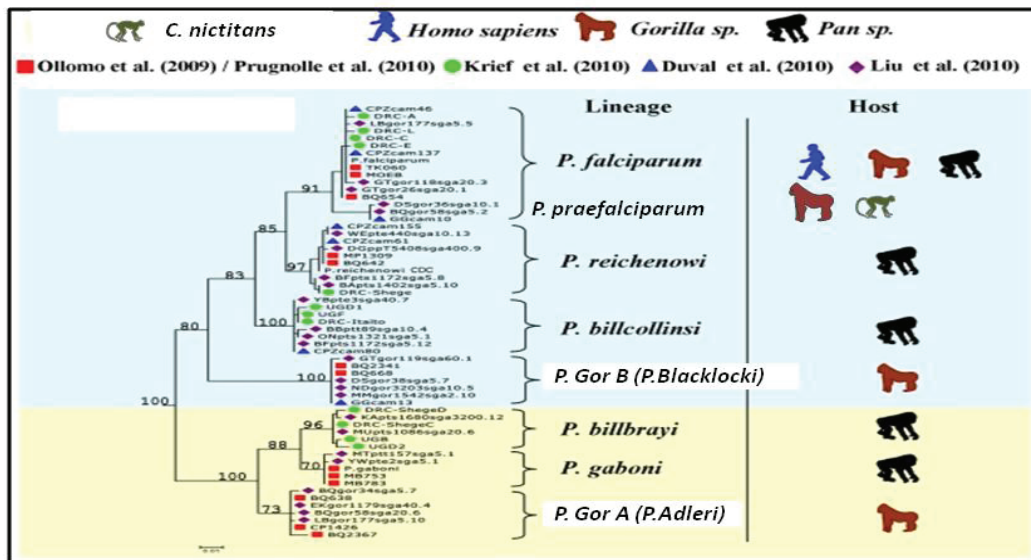 C. nictitans Homo sapiens Gorilla sp. Pan sp.
Ollomo et al. (2009) / Prugnolle et al. (2010) Krief et al. (2010) Duval et al. (2010) Liu et al. (2010)
Lineage Host
CPZcam46
DRC-A
LBgor177sga5.5
DRC-L
DRC-C
DRC-E
CPZcam137
P.falciparum
TK060
MOEB
GTgor118sga20.3
GTgor26sga20.1
BQ654
DSgor36sga10.1
BQgor58sga5.2
GGcam10
91
P. falciparum
P. praefalciparum
85
CPZcam155
WEpte440sga10.13
CPZcam61
DGppT5408sga400.9
MP1309
BQ642
P.reichenowi CDC
BFpts1172sga5.8
BApts1402sga5.10
DRC-Shege
97
P. reichenowi
83
YBpte3sga40.7
UGD1
UGF
DRC-Itaito
BBptt89sga10.4
ONpts1321sga5.1
BFpts1172sga5.12
CPZcam80
100
P. billcollinsi
80
GTgor119sga60.1
BQ2341
BQ668
DSgor38sga5.7
NDgor3203sga10.5
MMgor1542sga2.10
GGcam13
100
P. Gor B (P.Blacklocki)
100
DRC-ShegeD
KApts1680sga3200.12
DRC-ShegeC
MUpts1086sga20.6
UGB
UGD2
96
P. billbrayi
88
MTptt157sga5.1
YWpte2sga5.1
P.gaboni
MB753
MB783
70
P. gaboni
100
BQgor34sga5.7
BQ638
EKgor1179sga40.4
BQgor58sga20.6
LBgor177sga5.10
CP1426
BQ2367
73
P. Gor A (P.Adleri)